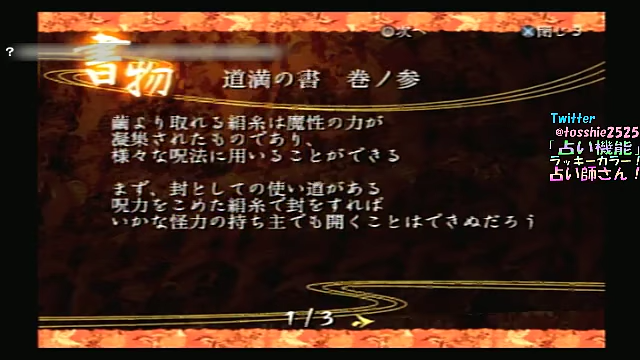 ?
書物
◯次へ
×閉じる
道満の書　巻ノ参
繭より取れる絹糸は魔性の力が
凝集されたものであり、
様々な呪法に用いることができる
まず、封としての使い道がある
呪力をこめた絹糸で封をすれば
いかな怪力の持ち主でも開くことはできぬだろう
1/3
Twitter
@tosshie2525
「占い機能」
ラッキーカラー！
占い師さん！